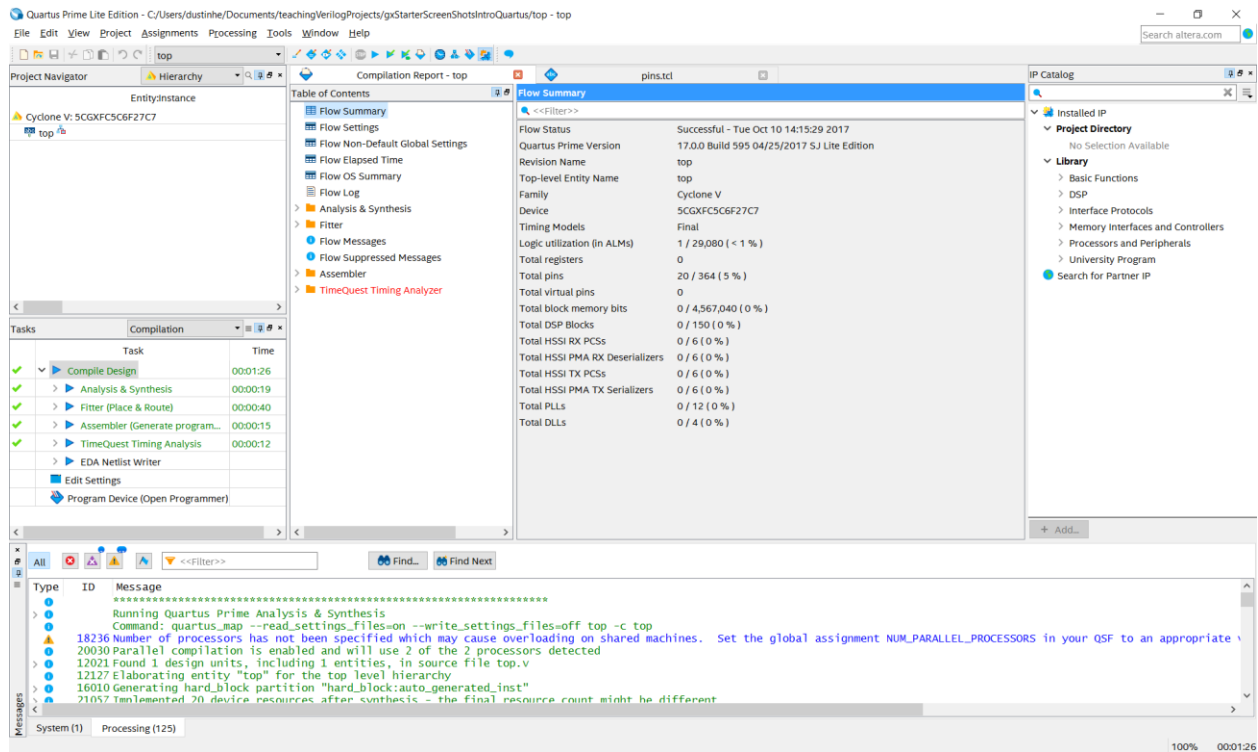 Quartus Prime Lite Edition - C:/Users/dustinhe/Documents/teachingVerilogProjects/gxStarterScreenShotsIntroQuartus/top - top
File Edit View Project Assignments Processing Tools Window Help
Search altera.com
top
Project Navigator
Hierarchy
Entity:Instance
Cyclone V: 5CGXFC5C6F27C7
top
Compilation Report - top
pins.tcl
Table of Contents
Flow Summary
Flow Settings
Flow Non-Default Global Settings
Flow Elapsed Time
Flow OS Summary
Flow Log
Analysis & Synthesis
Fitter
Flow Messages
Flow Suppressed Messages
Assembler
TimeQuest Timing Analyzer
Flow Summary
<<Filter>>
Flow Status Successful - Tue Oct 10 14:15:29 2017
Quartus Prime Version 17.0.0 Build 595 04/25/2017 SJ Lite Edition
Revision Name top
Top-level Entity Name top
Family Cyclone V
Device 5CGXFC5C6F27C7
Timing Models Final
Logic utilization (in ALMs) 1 / 29,080 ( < 1 % )
Total registers 0
Total pins 20 / 364 ( 5 % )
Total virtual pins 0
Total block memory bits 0 / 4,567,040 ( 0 % )
Total DSP Blocks 0 / 150 ( 0 % )
Total HSSI RX PCSs 0 / 6 ( 0 % )
Total HSSI PMA RX Deserializers 0 / 6 ( 0 % )
Total HSSI TX PCSs 0 / 6 ( 0 % )
Total HSSI PMA TX Serializers 0 / 6 ( 0 % )
Total PLLs 0 / 12 ( 0 % )
Total DLLs 0 / 4 ( 0 % )
IP Catalog
Installed IP
Project Directory
No Selection Available
Library
Basic Functions
DSP
Interface Protocols
Memory Interfaces and Controllers
Processors and Peripherals
University Program
Search for Partner IP
+ Add...
Tasks
Compilation
Task Time
Compile Design 00:01:26
Analysis & Synthesis 00:00:19
Fitter (Place & Route) 00:00:40
Assembler (Generate program... 00:00:15
TimeQuest Timing Analysis 00:00:12
EDA Netlist Writer
Edit Settings
Program Device (Open Programmer)
All
<<Filter>>
Find...
Find Next
Type ID Message
*******************************************************************
Running Quartus Prime Analysis & Synthesis
Command: quartus_map --read_settings_files=on --write_settings_files=off top -c top
18236 Number of processors has not been specified which may cause overloading on shared machines. Set the global assignment NUM_PARALLEL_PROCESSORS in your QSF to an appropriate
20030 Parallel compilation is enabled and will use 2 of the 2 processors detected
12021 Found 1 design units, including 1 entities, in source file top.v
12127 Elaborating entity "top" for the top level hierarchy
16010 Generating hard_block partition "hard_block:auto_generated_inst"
21057 Implemented 20 device resources after synthesis - the final resource count might be different
Messages
System (1)
Processing (125)
100% 00:01:26